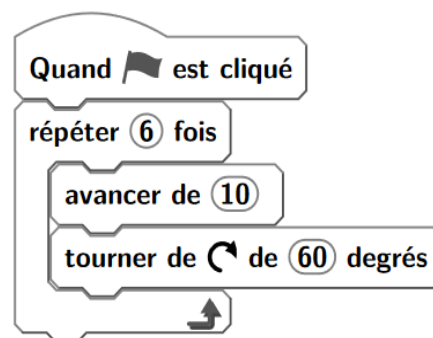 Quand est cliqué
répéter 6 fois
avancer de 10
tourner de de 60 degrés